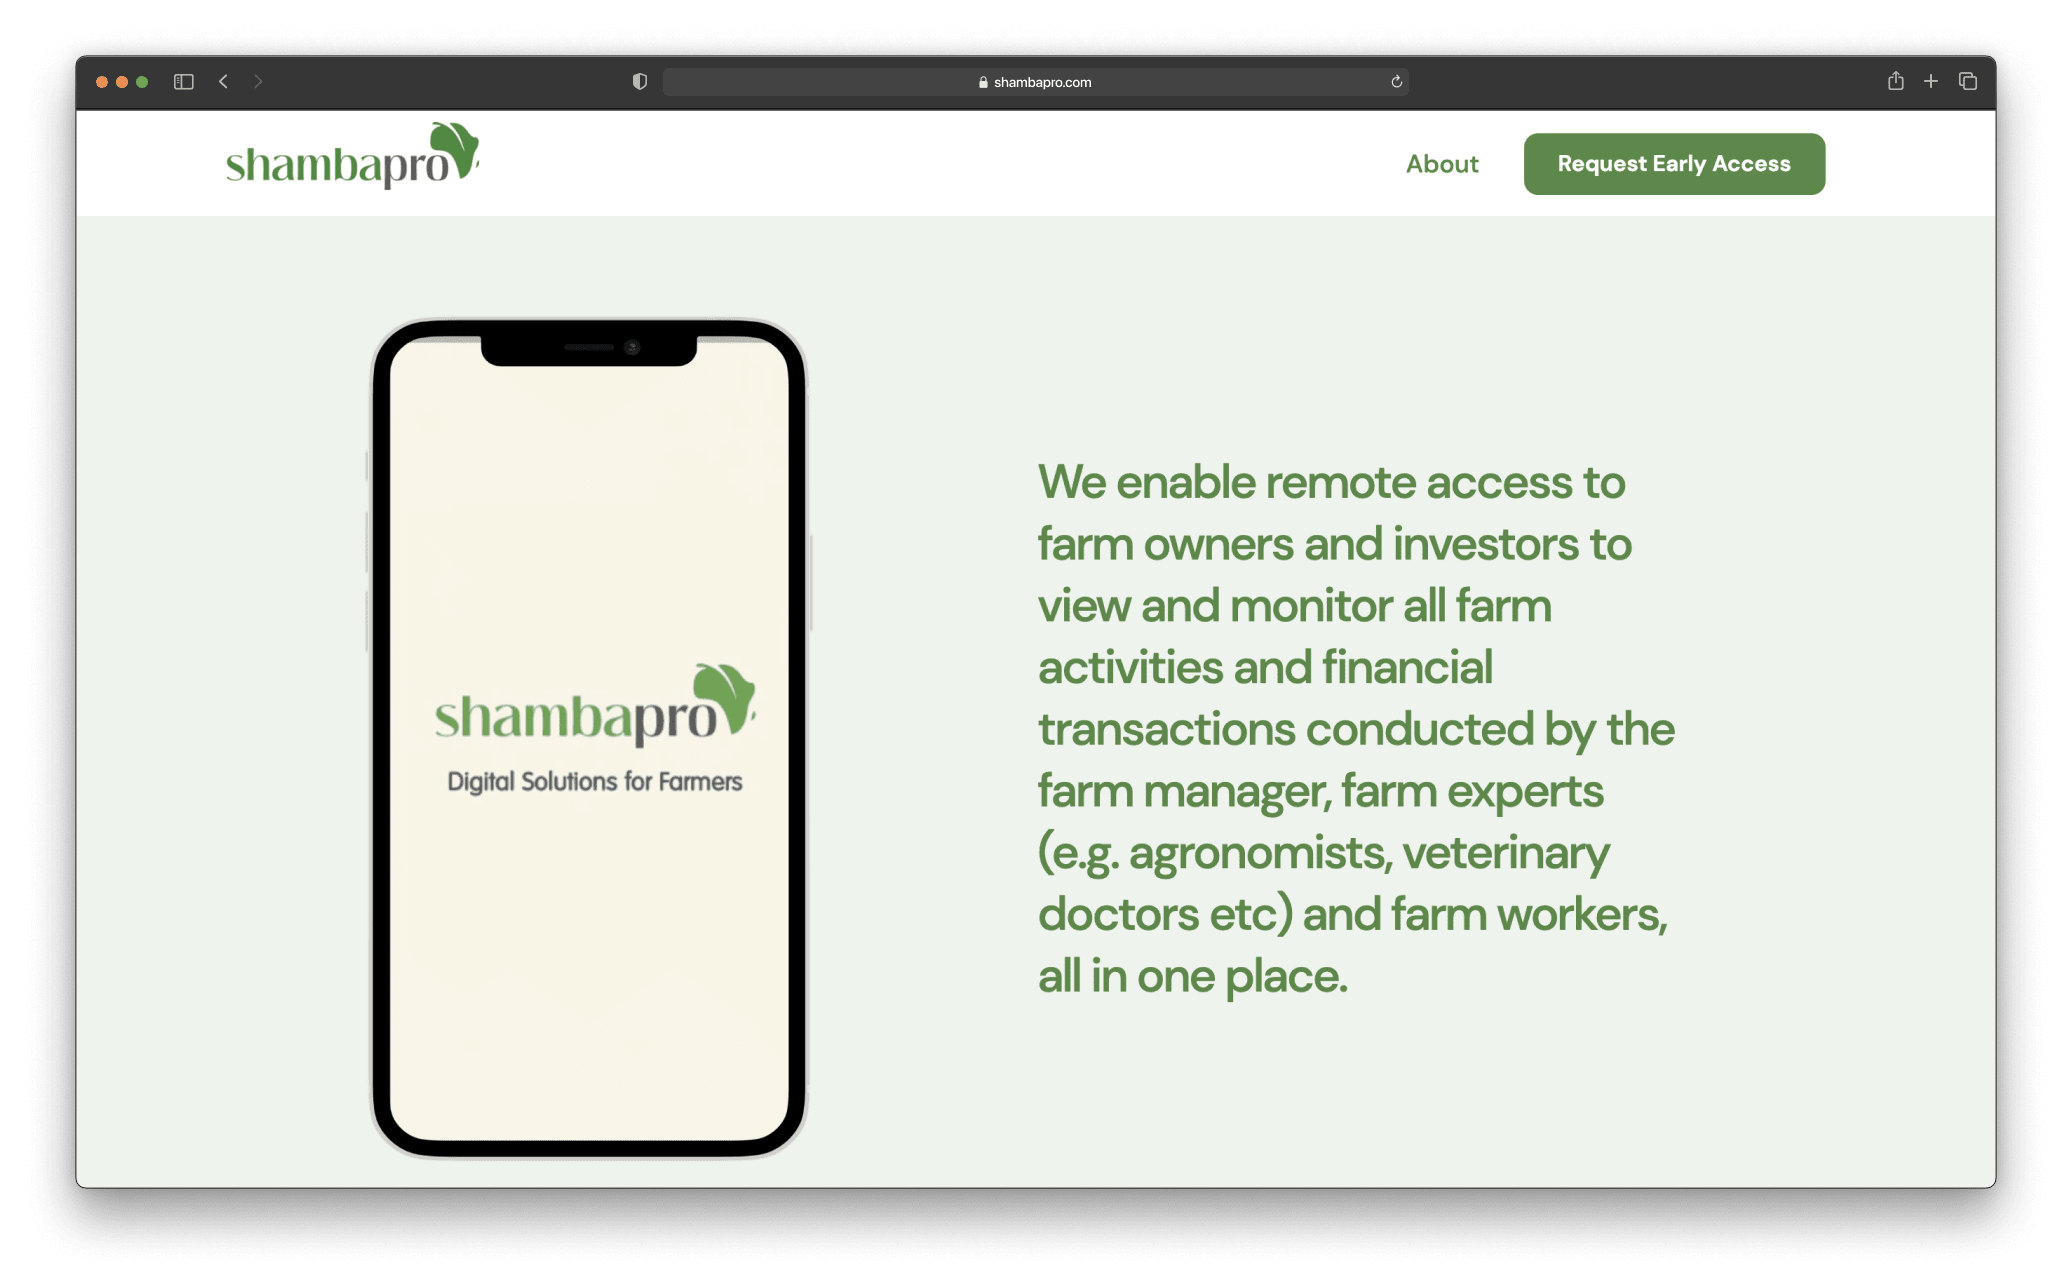 shambapro.com
shambapro
About
Request Early Access
shambapro
Digital Solutions for Farmers
We enable remote access to
farm owners and investors to
view and monitor all farm
activities and financial
transactions conducted by the
farm manager, farm experts
(e.g. agronomists, veterinary
doctors etc) and farm workers,
all in one place.